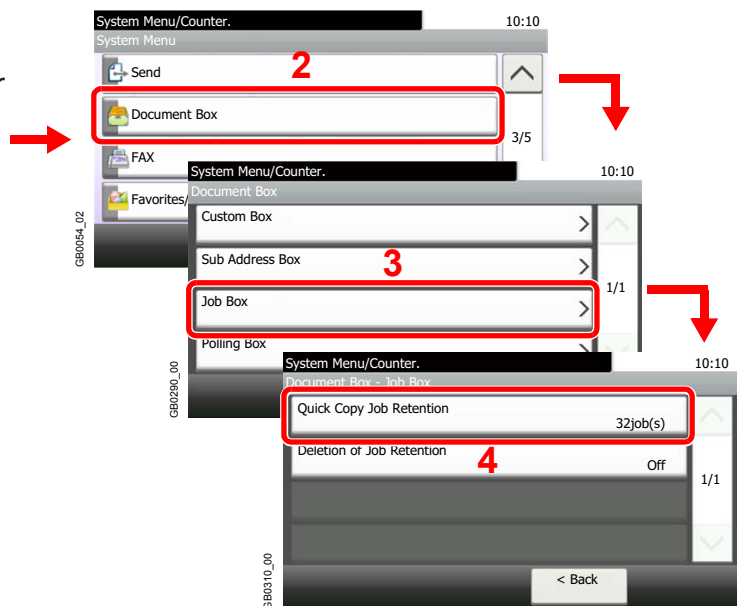 System Menu/Counter. 10:10
System Menu
r
Send
2
Document Box
3/5
FAX
Favorites/
GB0054_02
System Menu/Counter. 10:10
Document Box
Custom Box
Sub Address Box
3
1/1
Job Box
Polling Box
GB0290_00
System Menu/Counter. 10:10
Document Box - Job Box
Quick Copy Job Retention
32job(s)
Deletion of Job Retention
4
Off
1/1
GB0310_00
< Back